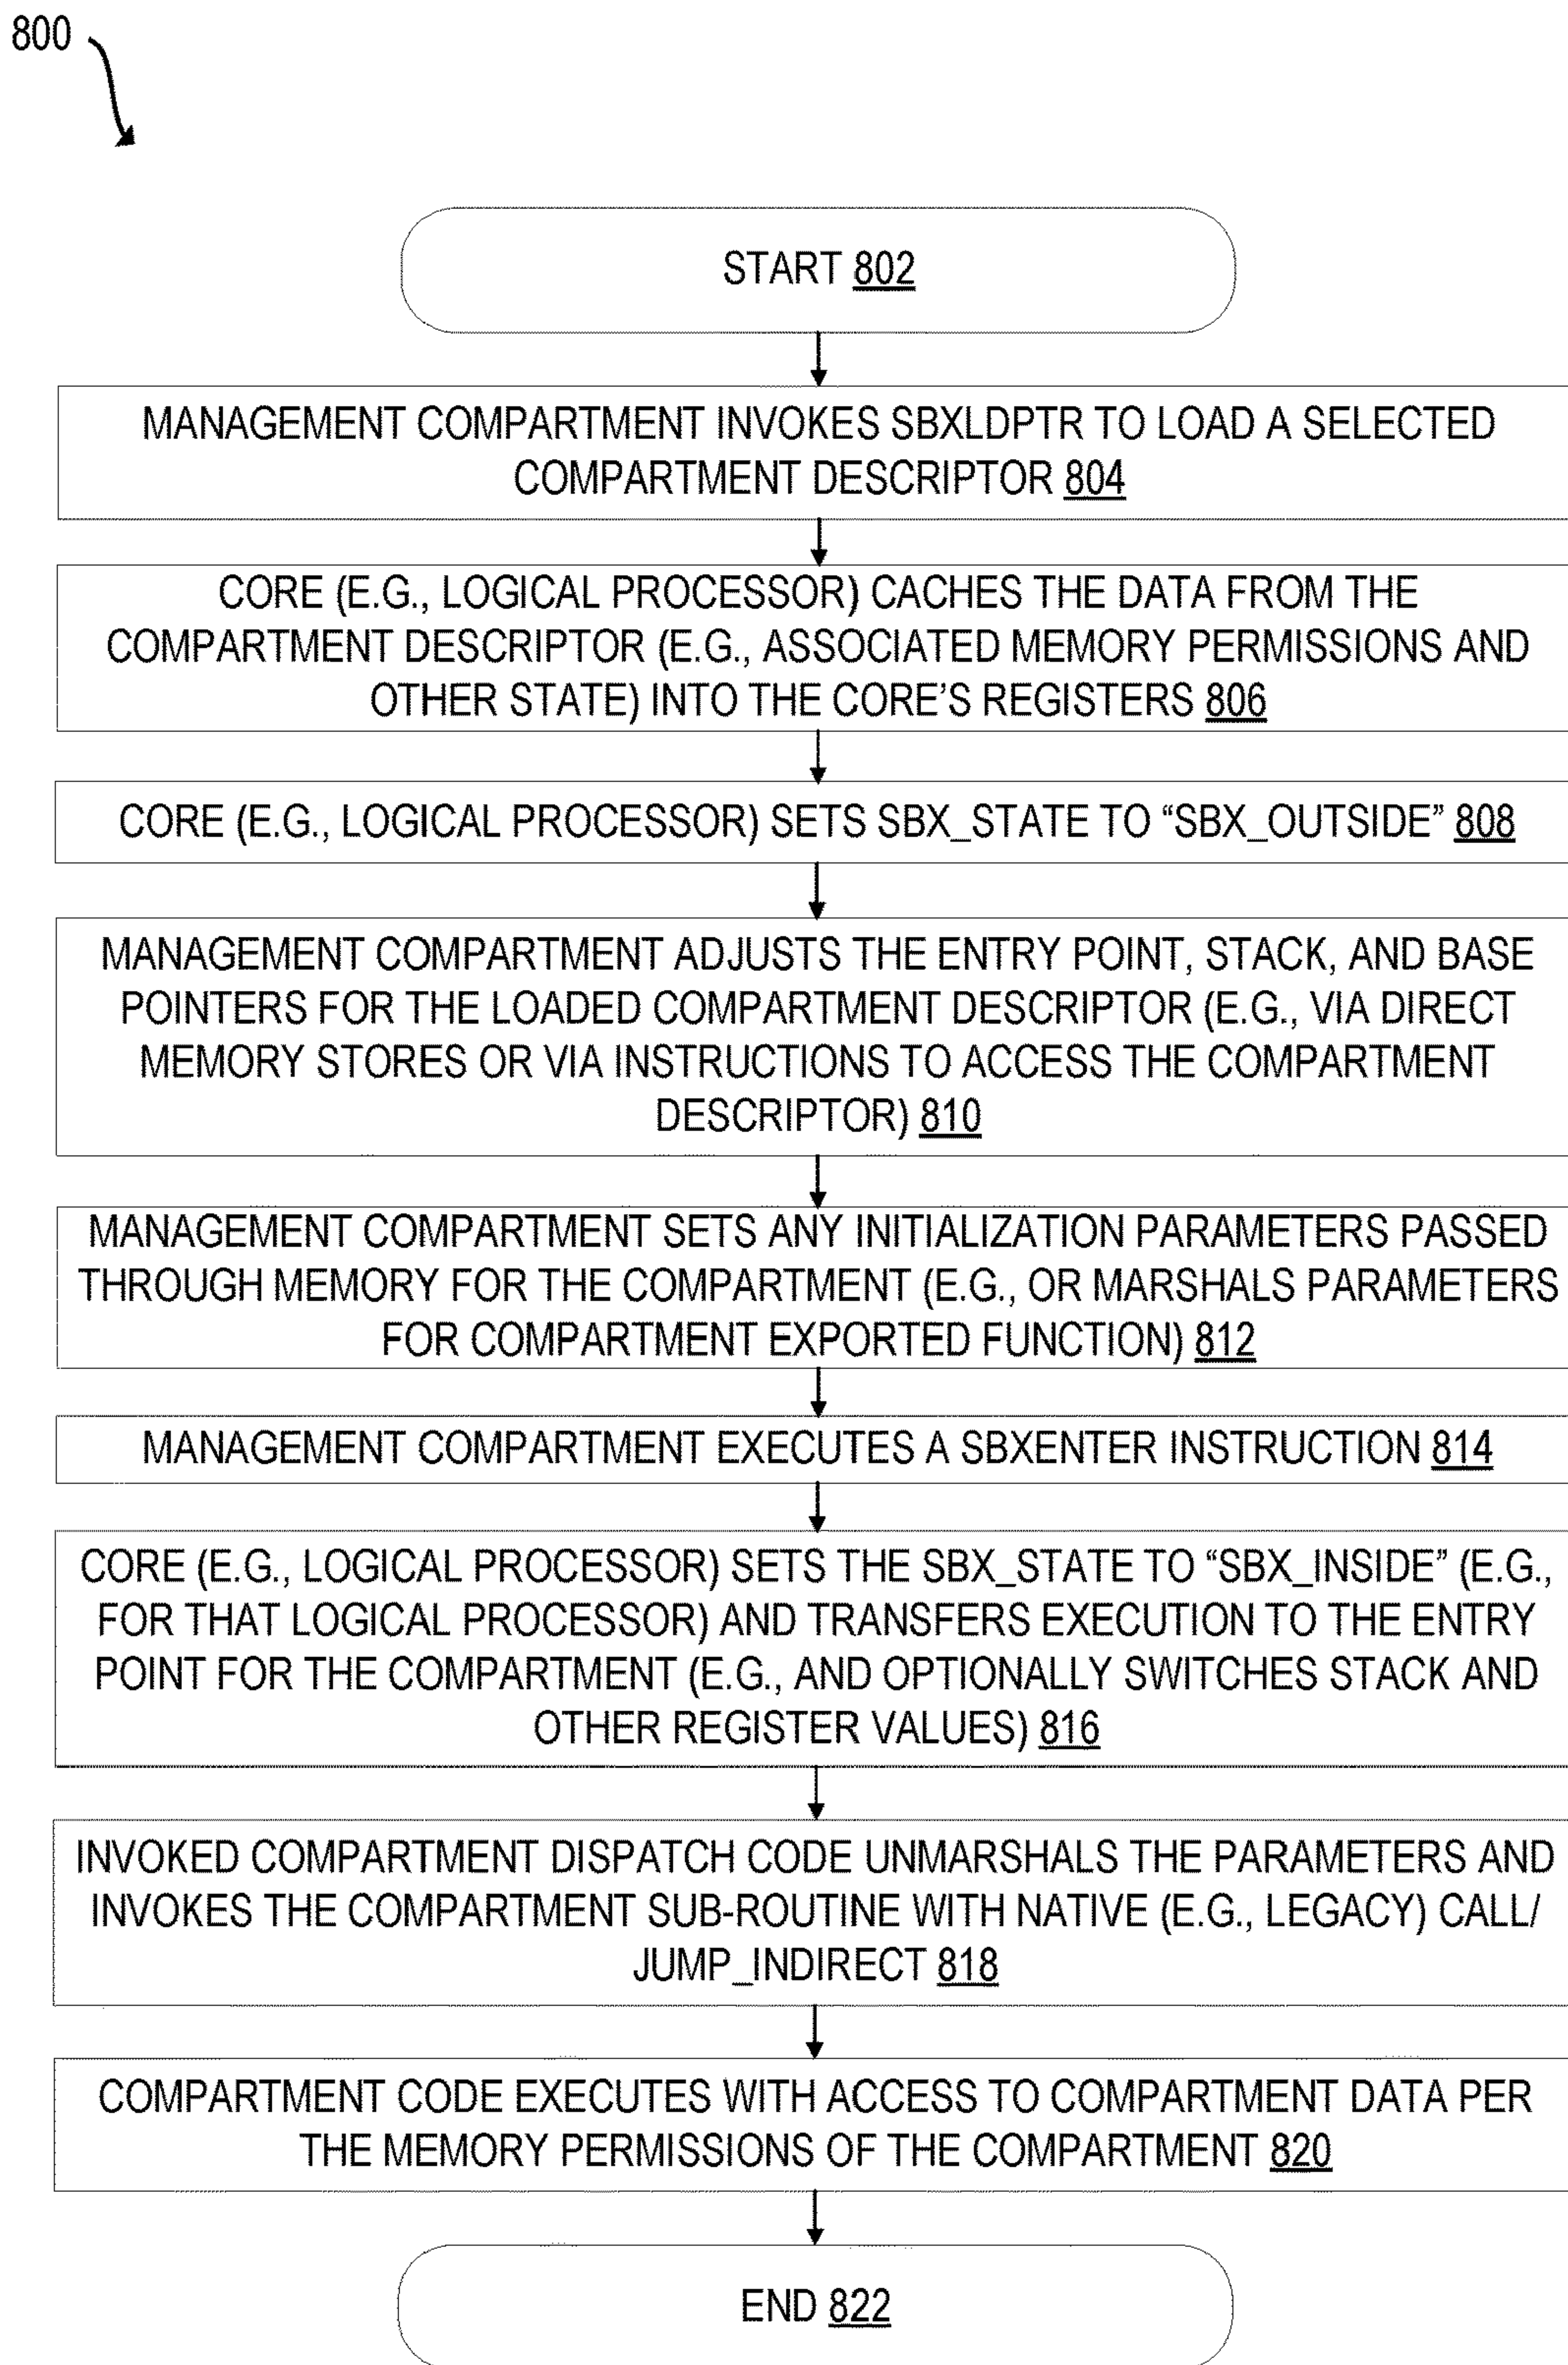 800
START 802
MANAGEMENT COMPARTMENT INVOKES SBXLDPTR TO LOAD A SELECTED
COMPARTMENT DESCRIPTOR 804
CORE (E.G., LOGICAL PROCESSOR) CACHES THE DATA FROM THE
COMPARTMENT DESCRIPTOR (E.G., ASSOCIATED MEMORY PERMISSIONS AND
OTHER STATE) INTO THE CORE'S REGISTERS 806
CORE (E.G., LOGICAL PROCESSOR) SETS SBX_STATE TO “SBX_OUTSIDE” 808
MANAGEMENT COMPARTMENT ADJUSTS THE ENTRY POINT, STACK, AND BASE
POINTERS FOR THE LOADED COMPARTMENT DESCRIPTOR (E.G., VIA DIRECT
MEMORY STORES OR VIA INSTRUCTIONS TO ACCESS THE COMPARTMENT
DESCRIPTOR) 810
MANAGEMENT COMPARTMENT SETS ANY INITIALIZATION PARAMETERS PASSED
THROUGH MEMORY FOR THE COMPARTMENT (E.G., OR MARSHALS PARAMETERS
FOR COMPARTMENT EXPORTED FUNCTION) 812
MANAGEMENT COMPARTMENT EXECUTES A SBXENTER INSTRUCTION 814
CORE (E.G., LOGICAL PROCESSOR) SETS THE SBX_STATE TO “SBX_INSIDE” (E.G.,
FOR THAT LOGICAL PROCESSOR) AND TRANSFERS EXECUTION TO THE ENTRY
POINT FOR THE COMPARTMENT (E.G., AND OPTIONALLY SWITCHES STACK AND
OTHER REGISTER VALUES) 816
INVOKED COMPARTMENT DISPATCH CODE UNMARSHALS THE PARAMETERS AND
INVOKES THE COMPARTMENT SUB-ROUTINE WITH NATIVE (E.G., LEGACY) CALL/
JUMP_INDIRECT 818
COMPARTMENT CODE EXECUTES WITH ACCESS TO COMPARTMENT DATA PER
THE MEMORY PERMISSIONS OF THE COMPARTMENT 820
END 822